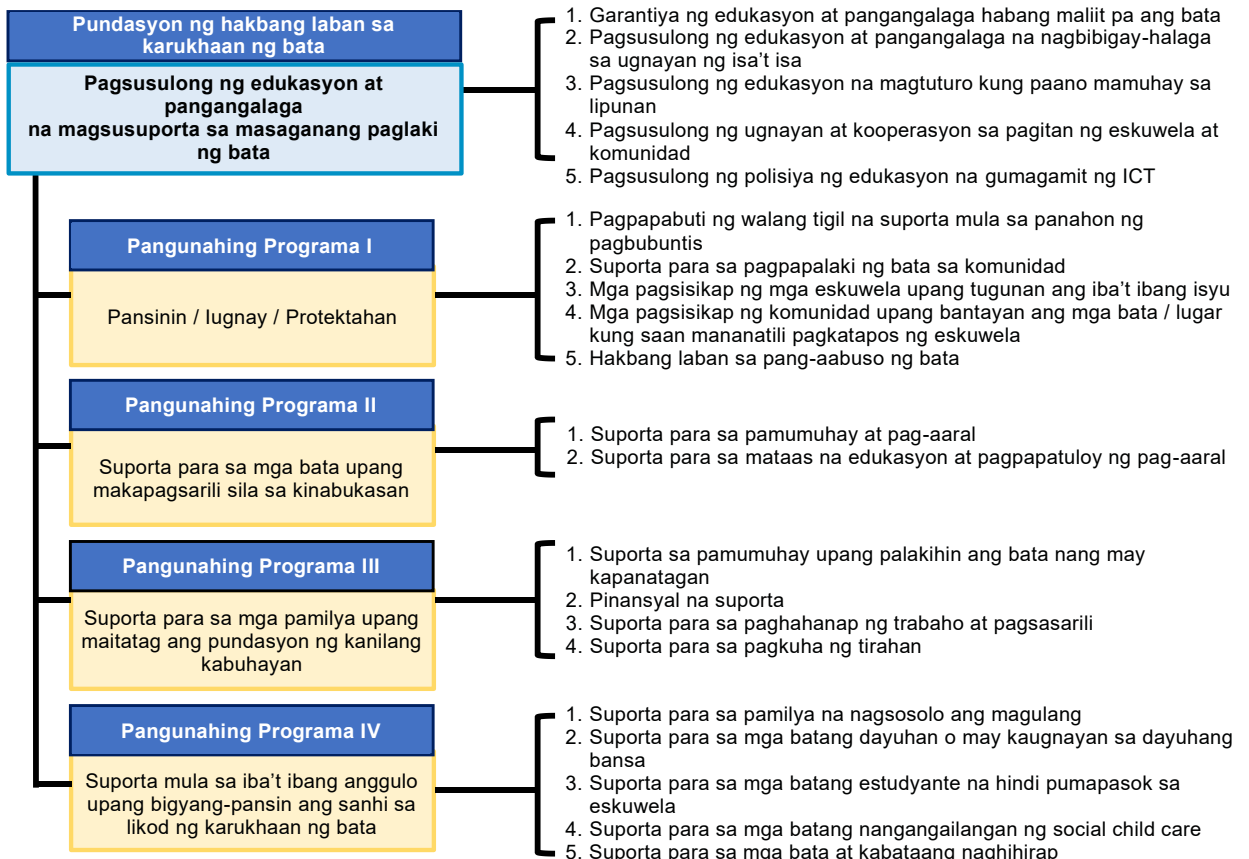 Pundasyon ng hakbang laban sa
karukhaan ng bata
Pagsusulong ng edukasyon at
pangangalaga
na magsusuporta sa masaganang paglaki
ng bata
1. Garantiya ng edukasyon at pangangalaga habang maliit pa ang bata
2. Pagsusulong ng edukasyon at pangangalaga na nagbibigay-halaga
sa ugnayan ng isa’t isa
3. Pagsusulong ng edukasyon na magtuturo kung paano mamuhay sa
lipunan
4. Pagsusulong ng ugnayan at kooperasyon sa pagitan ng eskuwela at
komunidad
5. Pagsusulong ng polisiya ng edukasyon na gumagamit ng ICT
Pangunahing Programa I
Pansinin / Iugnay / Protektahan
1. Pagpapabuti ng walang tigil na suporta mula sa panahon ng
pagbubuntis
2. Suporta para sa pagpapalaki ng bata sa komunidad
3. Mga pagsisikap ng mga eskuwela upang tugunan ang iba’t ibang isyu
4. Mga pagsisikap ng komunidad upang bantayan ang mga bata / lugar
kung saan mananatili pagkatapos ng eskuwela
5. Hakbang laban sa pang-aabuso ng bata
Pangunahing Programa II
Suporta para sa mga bata upang
makapagsarili sila sa kinabukasan
1. Suporta para sa pamumuhay at pag-aaral
2. Suporta para sa mataas na edukasyon at pagpapatuloy ng pag-aaral
Pangunahing Programa III
Suporta para sa mga pamilya upang
maitatag ang pundasyon ng kanilang
kabuhayan
1. Suporta sa pamumuhay upang palakihin ang bata nang may
kapanatagan
2. Pinansyal na suporta
3. Suporta para sa paghahanap ng trabaho at pagsasarili
4. Suporta para sa pagkuha ng tirahan
Pangunahing Programa IV
Suporta mula sa iba’t ibang anggulo
upang bigyang-pansin ang sanhi sa
likod ng karukhaan ng bata
1. Suporta para sa pamilya na nagsosolo ang magulang
2. Suporta para sa mga batang dayuhan o may kaugnayan sa dayuhang
bansa
3. Suporta para sa mga batang estudyante na hindi pumapasok sa
eskuwela
4. Suporta para sa mga batang nangangailangan ng social child care
5. Suporta para sa mga bata at kabataang naghihirap